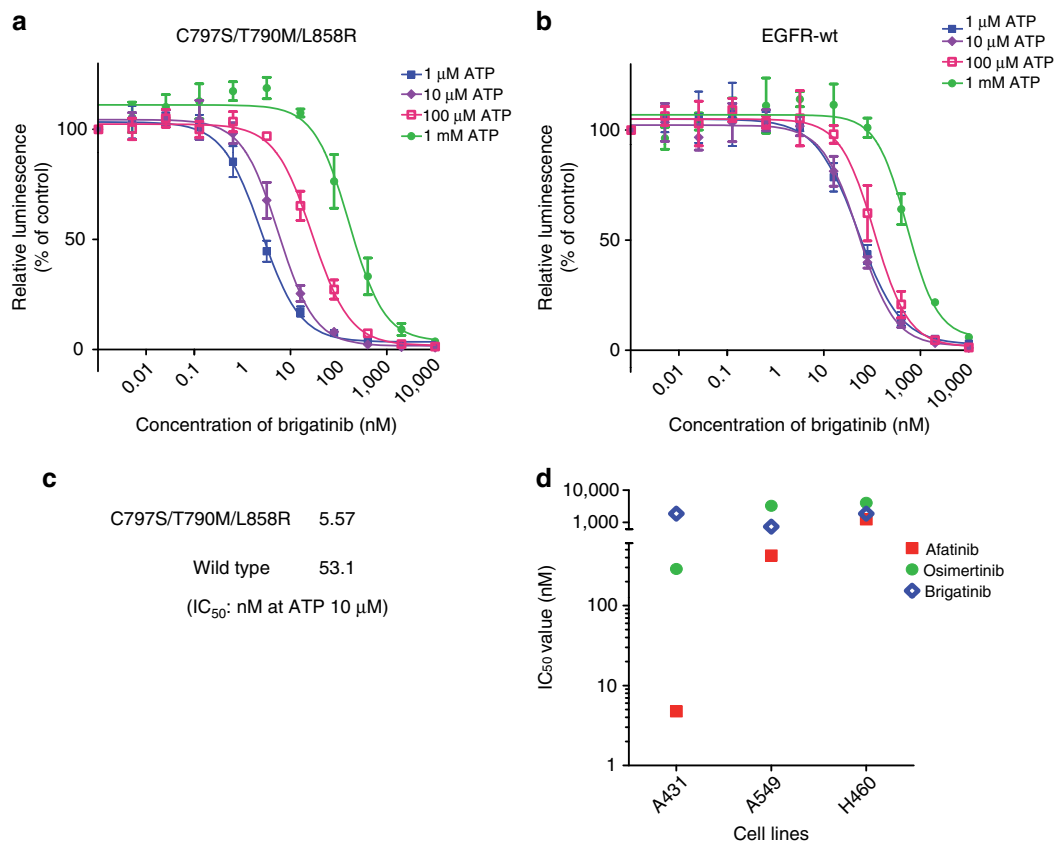 a
C797S/T790M/L858R
1 μM ATP
10 μM ATP
100 μM ATP
1 mM ATP
Relative luminescence
(% of control)
100
50
0
0.01
0.1
1
10
100
1,000
10,000
Concentration of brigatinib (nM)
b
EGFR-wt
1 μM ATP
10 μM ATP
100 μM ATP
1 mM ATP
Relative luminescence
(% of control)
100
50
0
0.01
0.1
1
10
100
1,000
10,000
Concentration of brigatinib (nM)
c
C797S/T790M/L858R 5.57
Wild type 53.1
(IC50: nM at ATP 10 μM)
d
IC50 value (nM)
10,000
1,000
100
10
1
A431
A549
H460
Cell lines
Afatinib
Osimertinib
Brigatinib